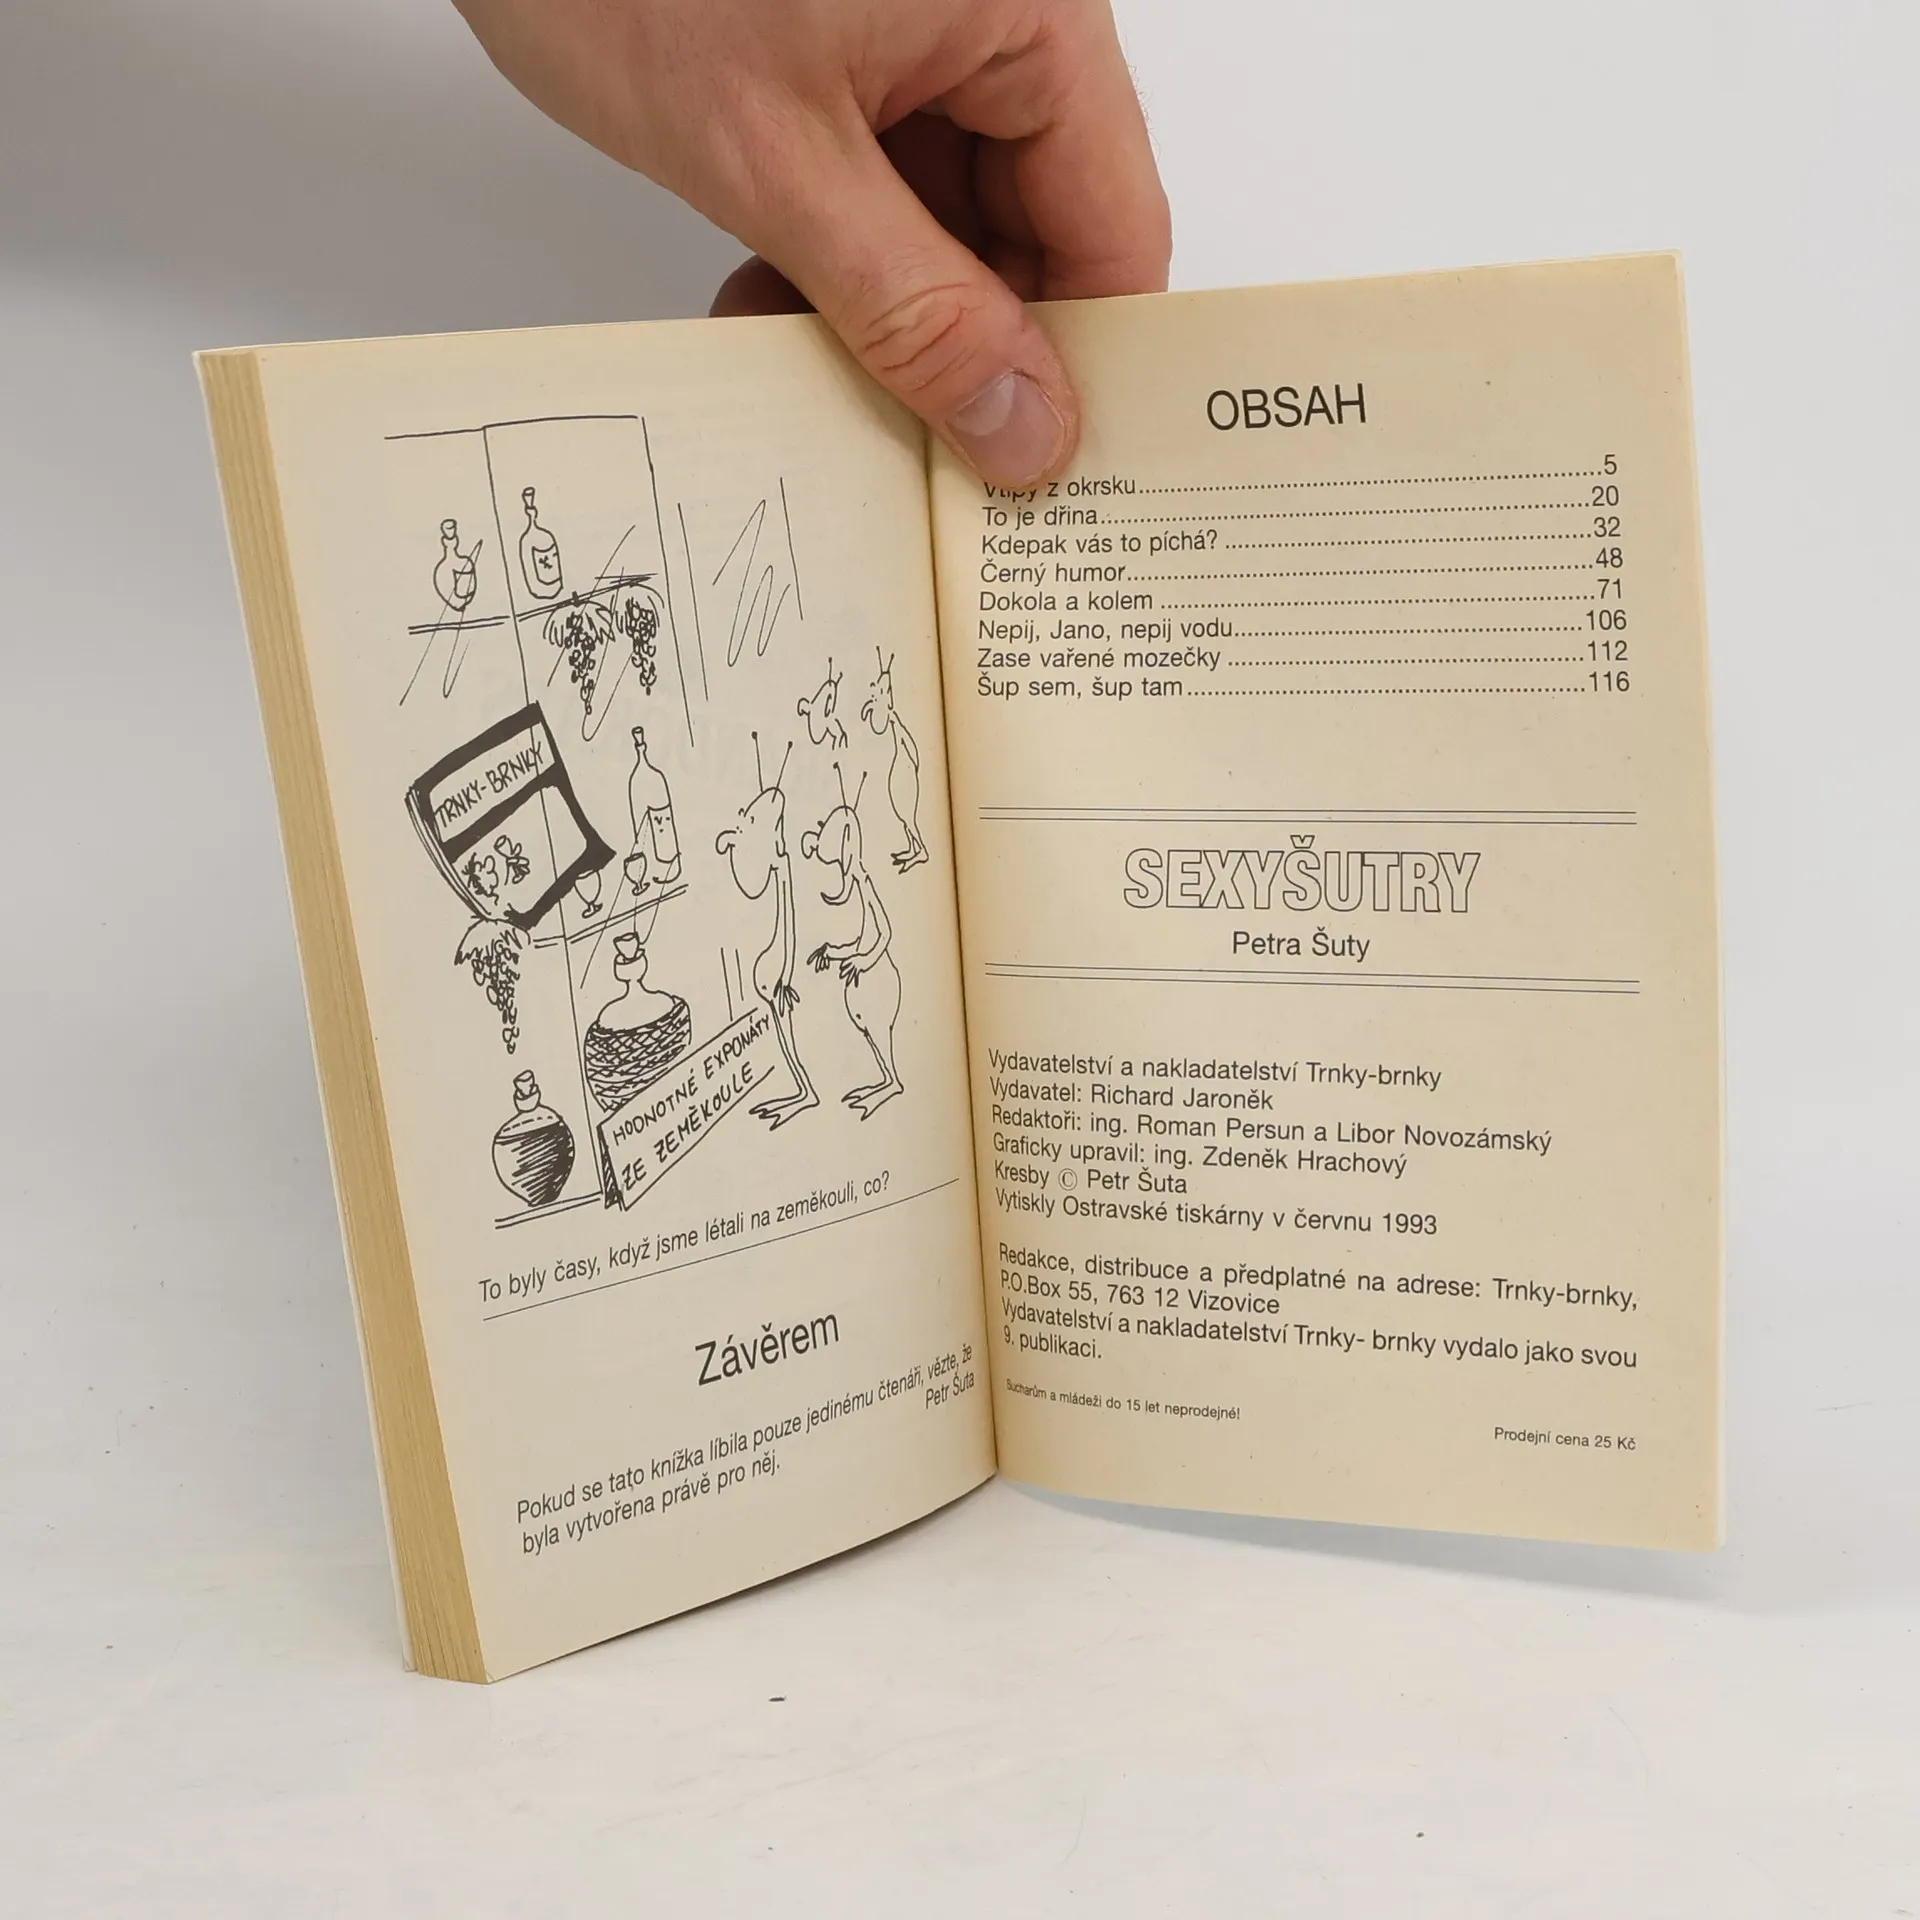 TRNKY-BRNKY
HODNOTNÉ EXPONÁTY
ZE ZEMĚKOULE
To byly časy, když jsme létali na zeměkouli, co?
Závěrem
Pokud se tato knížka líbila pouze jedinému čtenáři, vězte, že
byla vytvořena právě pro něj.
Petr Šuta
OBSAH
Vtipy z okrsku.....5
To je dřina.....20
Kdepak vás to píchá? .....32
Černý humor.....48
Dokola a kolem .....71
Nepij, Jano, nepij vodu.....106
Zase vařené mozečky .....112
Šup sem, šup tam.....116
SEXYŠUTRY
Petra Šuty
Vydavatelství a nakladatelství Trnky-brnky
Vydavatel: Richard Jaroněk
Redaktoři: ing. Roman Persun a Libor Novozámský
Graficky upravil: ing. Zdeněk Hrachový
Kresby © Petr Šuta
Vytiskly Ostravské tiskárny v červnu 1993
Redakce, distribuce a předplatné na adrese: Trnky-brnky,
P.O.Box 55, 763 12 Vizovice
Vydavatelství a nakladatelství Trnky- brnky vydalo jako svou
9. publikaci.
Sucharům a mládeži do 15 let neprodejné!
Prodejní cena 25 Kč